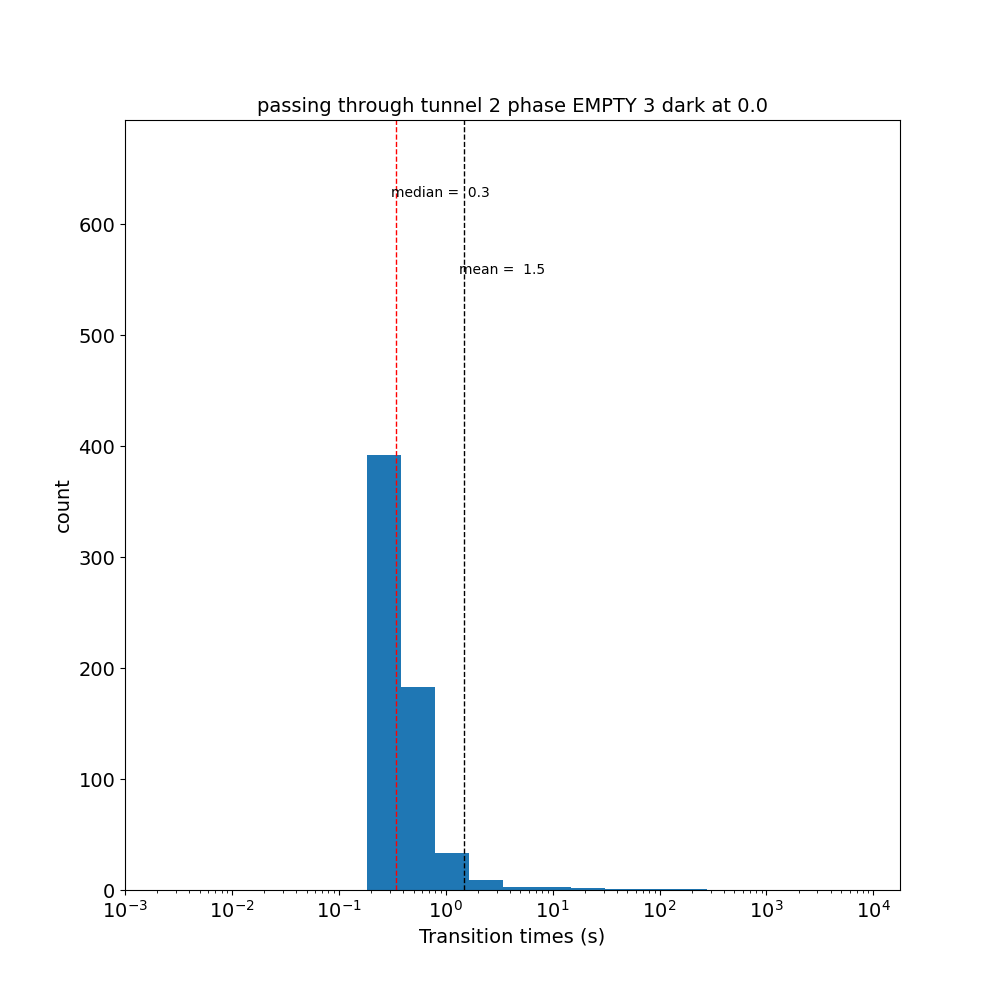 passing through tunnel 2 phase EMPTY 3 dark at 0.0
median =  0.3
mean =  1.5
600
500
400
300
200
100
0
count
10⁻³ 10⁻² 10⁻¹ 10⁰ 10¹ 10² 10³ 10⁴
Transition times (s)